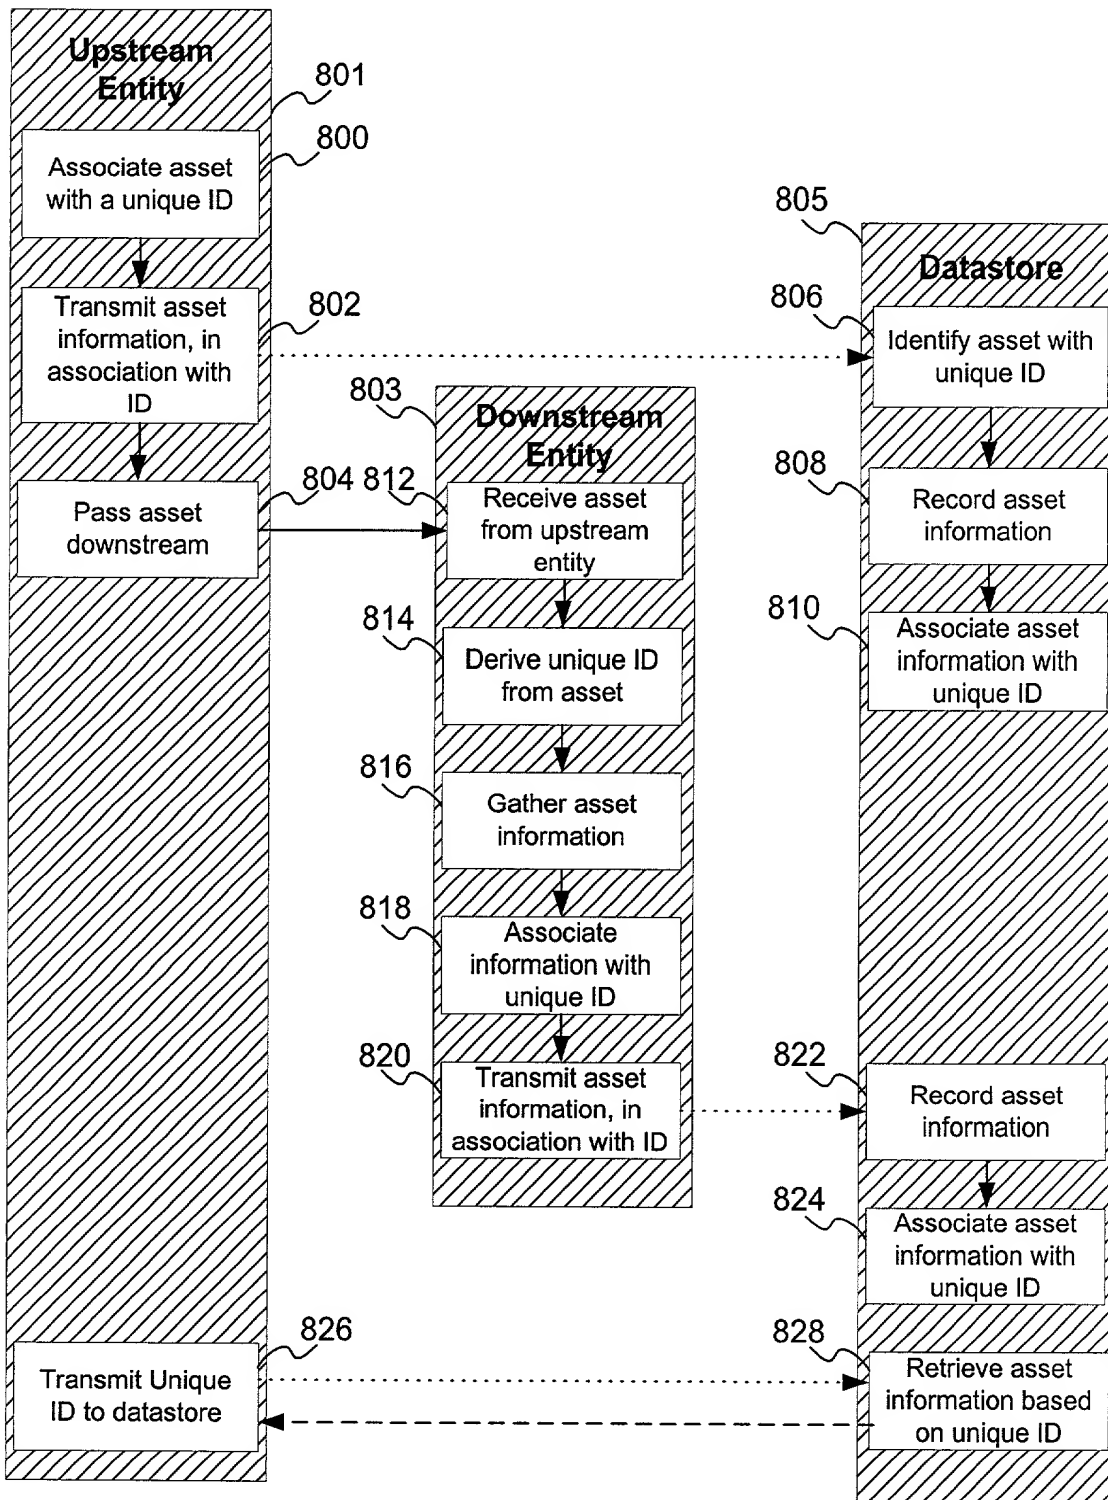 Upstream
Entity
801
800
Associate asset
with a unique ID
Transmit asset
information, in
association with
ID
802
Pass asset
downstream
804
803
Downstream
Entity
812
Receive asset
from upstream
entity
814
Derive unique ID
from asset
816
Gather asset
information
818
Associate
information with
unique ID
820
Transmit asset
information, in
association with ID
805
Datastore
806
Identify asset with
unique ID
808
Record asset
information
810
Associate asset
information with
unique ID
822
Record asset
information
824
Associate asset
information with
unique ID
826
Transmit Unique
ID to datastore
828
Retrieve asset
information based
on unique ID